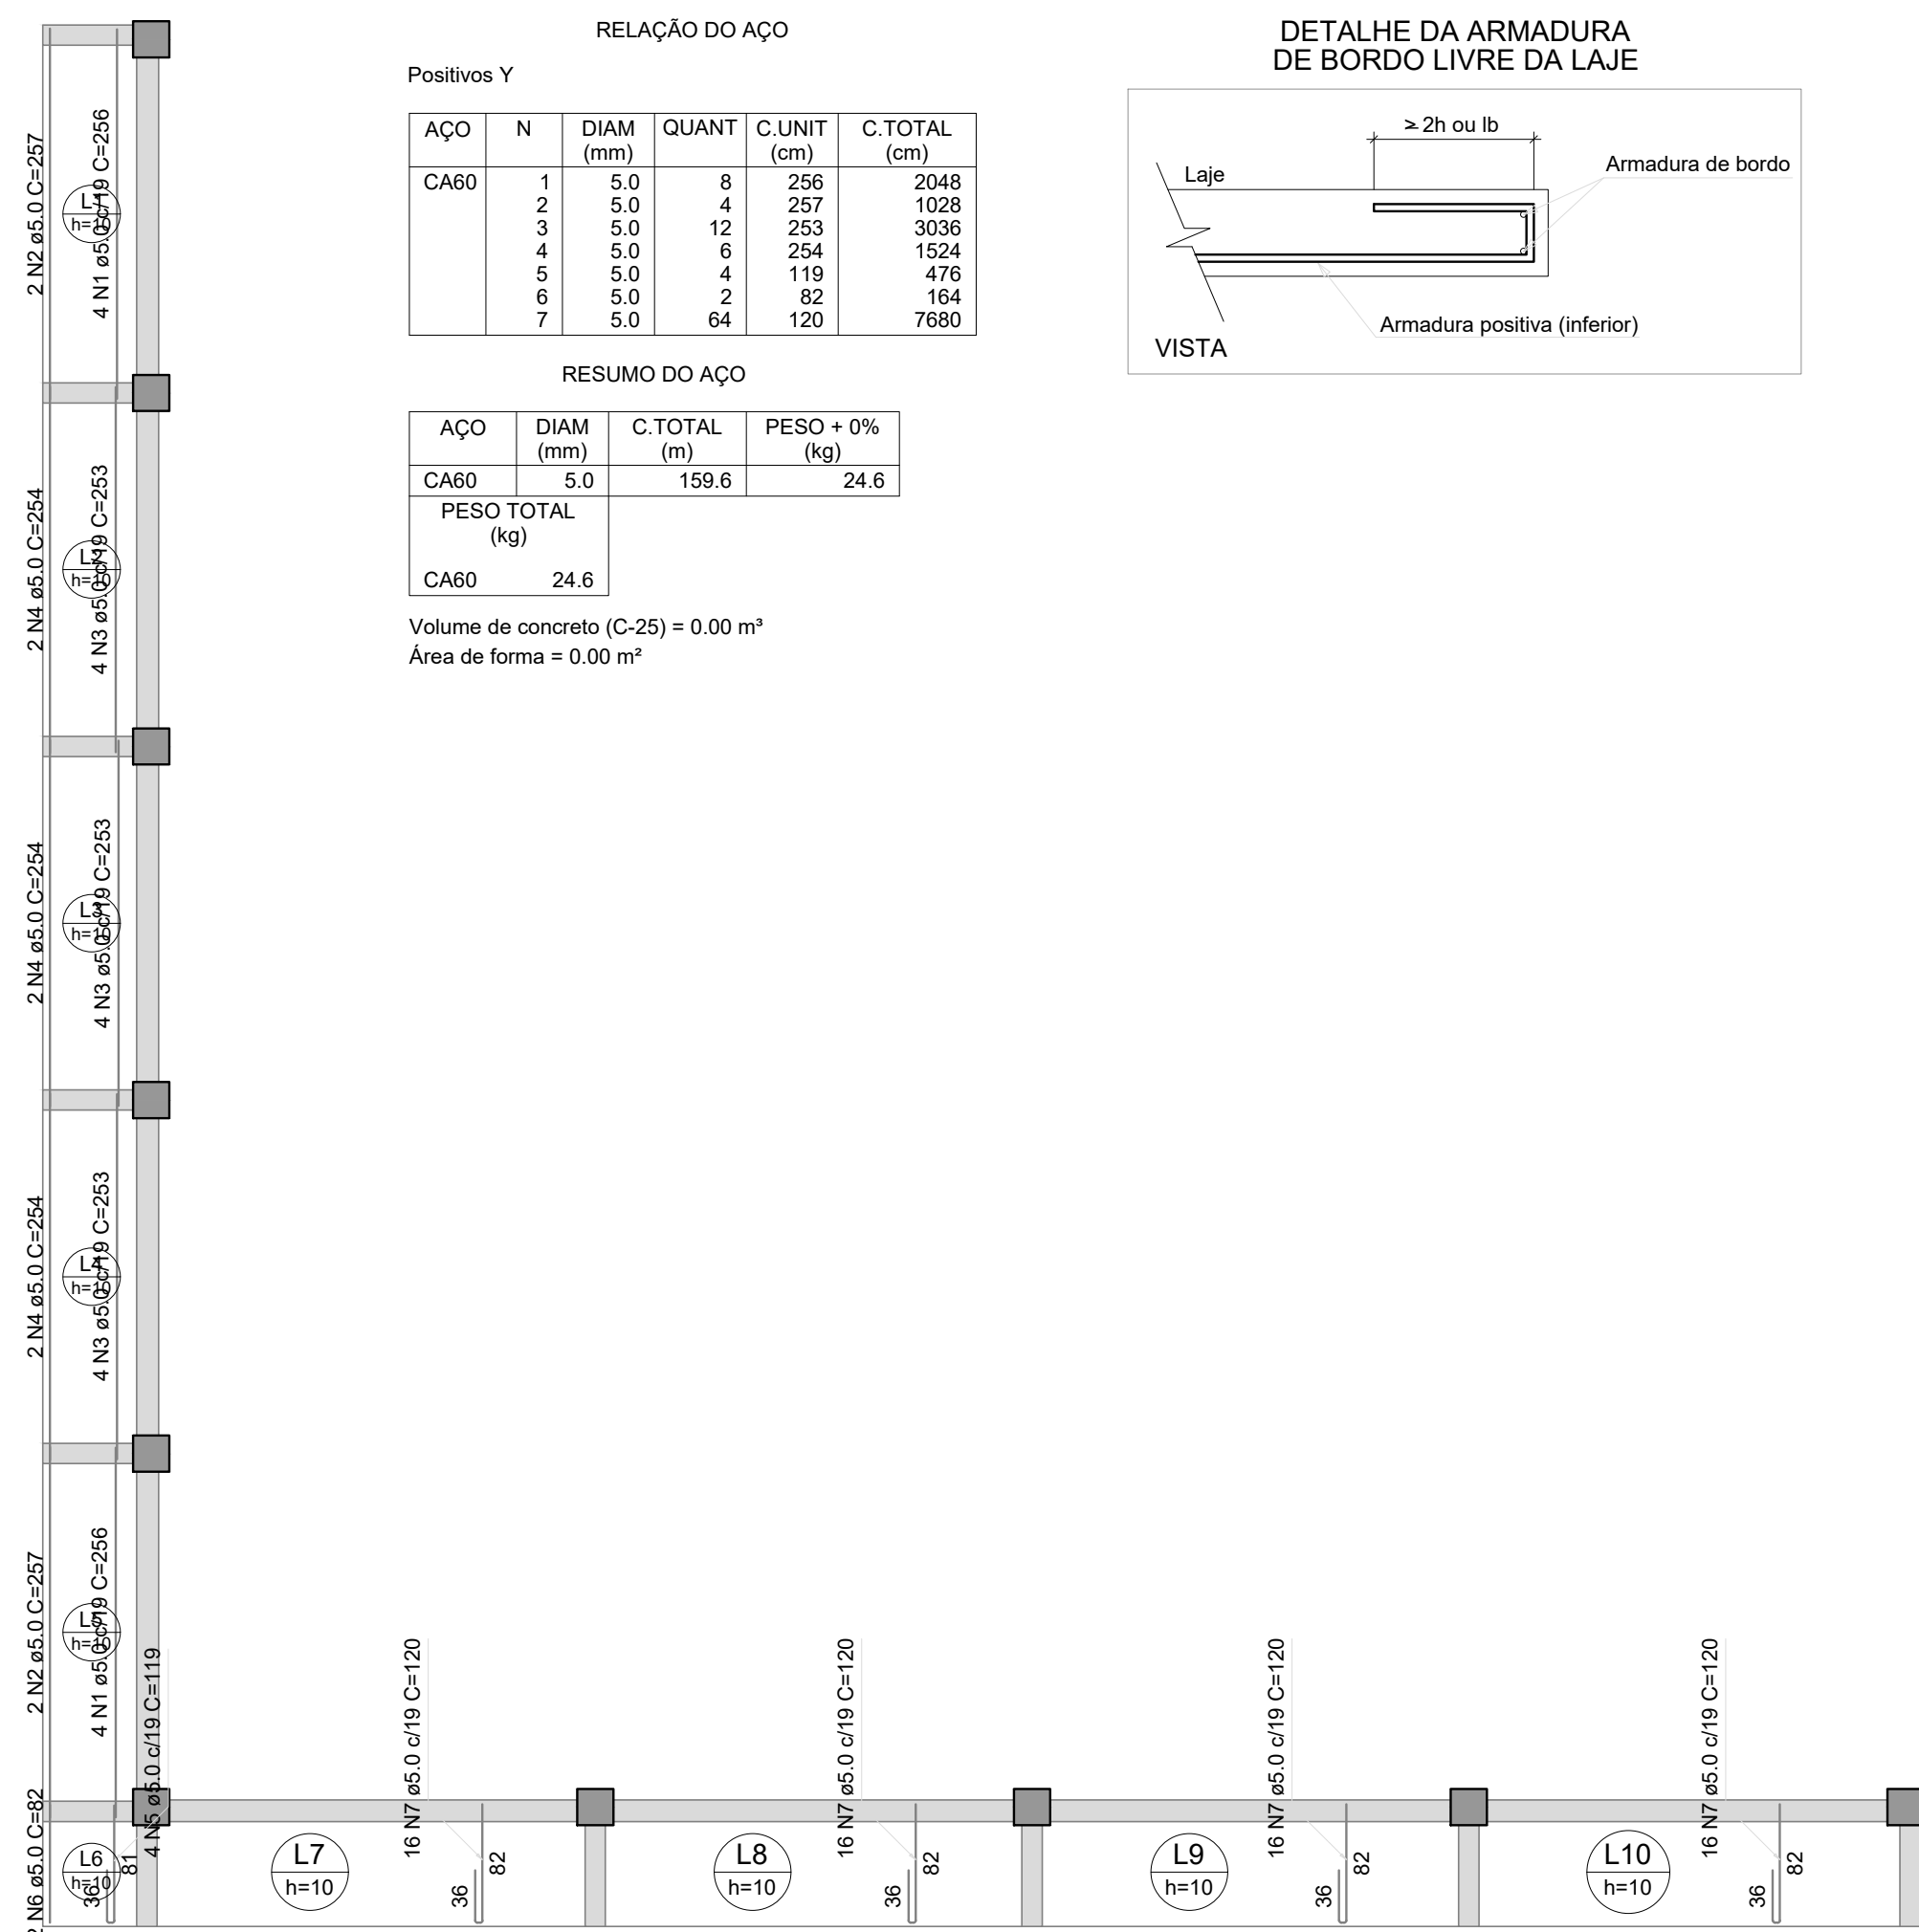 RELAÇÃO DO AÇO
Positivos Y
AÇO N DIAM (mm) QUANT C.UNIT (cm) C.TOTAL (cm)
CA60 1 5.0 8 256 2048
2 5.0 4 257 1028
3 5.0 12 253 3036
4 5.0 6 254 1524
5 5.0 4 119 476
6 5.0 2 82 164
7 5.0 64 120 7680
RESUMO DO AÇO
AÇO DIAM (mm) C.TOTAL (m) PESO + 0% (kg)
CA60 5.0 159.6 24.6
PESO TOTAL
(kg)
CA60 24.6
Volume de concreto (C-25) = 0.00 m³
Área de forma = 0.00 m²
DETALHE DA ARMADURA
DE BORDO LIVRE DA LAJE
≥ 2h ou lb
Laje
Armadura de bordo
Armadura positiva (inferior)
VISTA
2 N2 ø5.0 C=257
L1
h=10
4 N1 ø5.0 c/19 C=256
2 N4 ø5.0 C=254
L2
h=10
4 N3 ø5.0 c/19 C=253
2 N4 ø5.0 C=254
L3
h=10
4 N3 ø5.0 c/19 C=253
2 N4 ø5.0 C=254
L4
h=10
4 N3 ø5.0 c/19 C=253
2 N2 ø5.0 C=257
L5
h=10
4 N1 ø5.0 c/19 C=256
2 N6 ø5.0 C=82
L6
h=10
36
81
4 N5 ø5.0 c/19 C=119
L7
h=10
16 N7 ø5.0 c/19 C=120
36
82
L8
h=10
16 N7 ø5.0 c/19 C=120
36
82
L9
h=10
16 N7 ø5.0 c/19 C=120
36
82
L10
h=10
16 N7 ø5.0 c/19 C=120
36
82